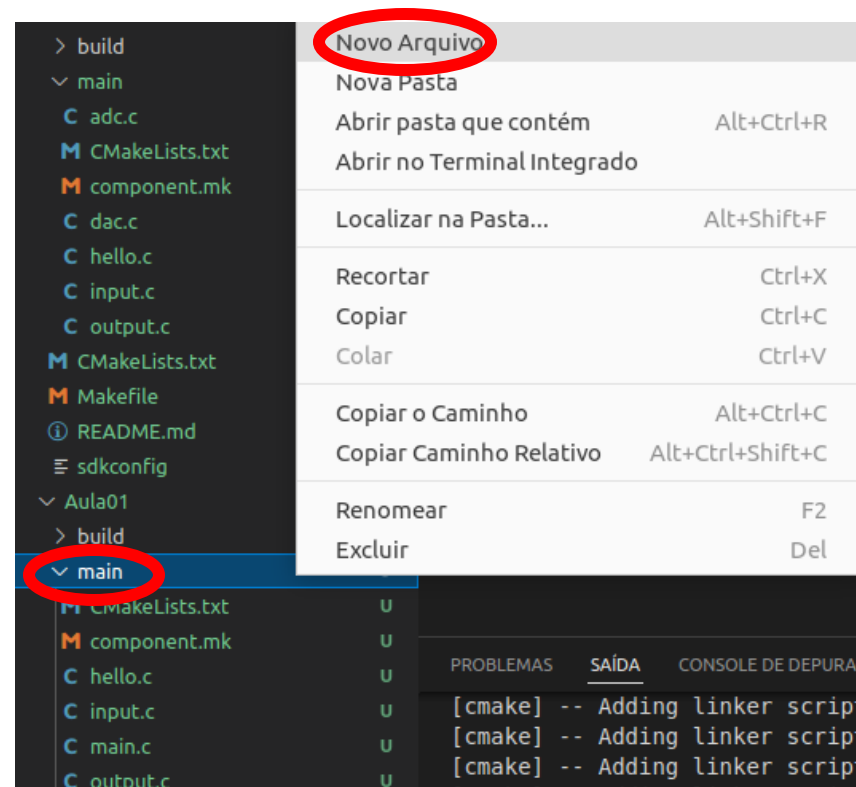 build
main
C adc.c
M CMakeLists.txt
M component.mk
C dac.c
C hello.c
C input.c
C output.c
M CMakeLists.txt
M Makefile
README.md
sdkconfig
Aula01
build
main
M CMakeLists.txt U
M component.mk U
C hello.c U
C input.c U
C main.c U
C output.c U
Novo Arquivo
Nova Pasta
Abrir pasta que contém Alt+Ctrl+R
Abrir no Terminal Integrado
Localizar na Pasta... Alt+Shift+F
Recortar Ctrl+X
Copiar Ctrl+C
Colar Ctrl+V
Copiar o Caminho Alt+Ctrl+C
Copiar Caminho Relativo Alt+Ctrl+Shift+C
Renomear F2
Excluir Del
PROBLEMAS SAÍDA CONSOLE DE DEPURA
[cmake] -- Adding linker script
[cmake] -- Adding linker script
[cmake] -- Adding linker script